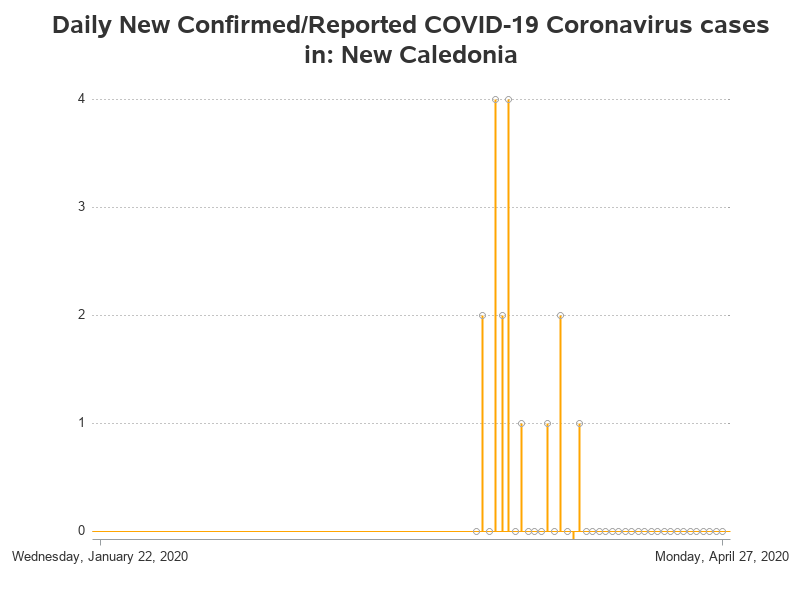 Daily New Confirmed/Reported COVID-19 Coronavirus cases
in: New Caledonia
4
3
2
1
0
Wednesday, January 22, 2020 Monday, April 27, 2020